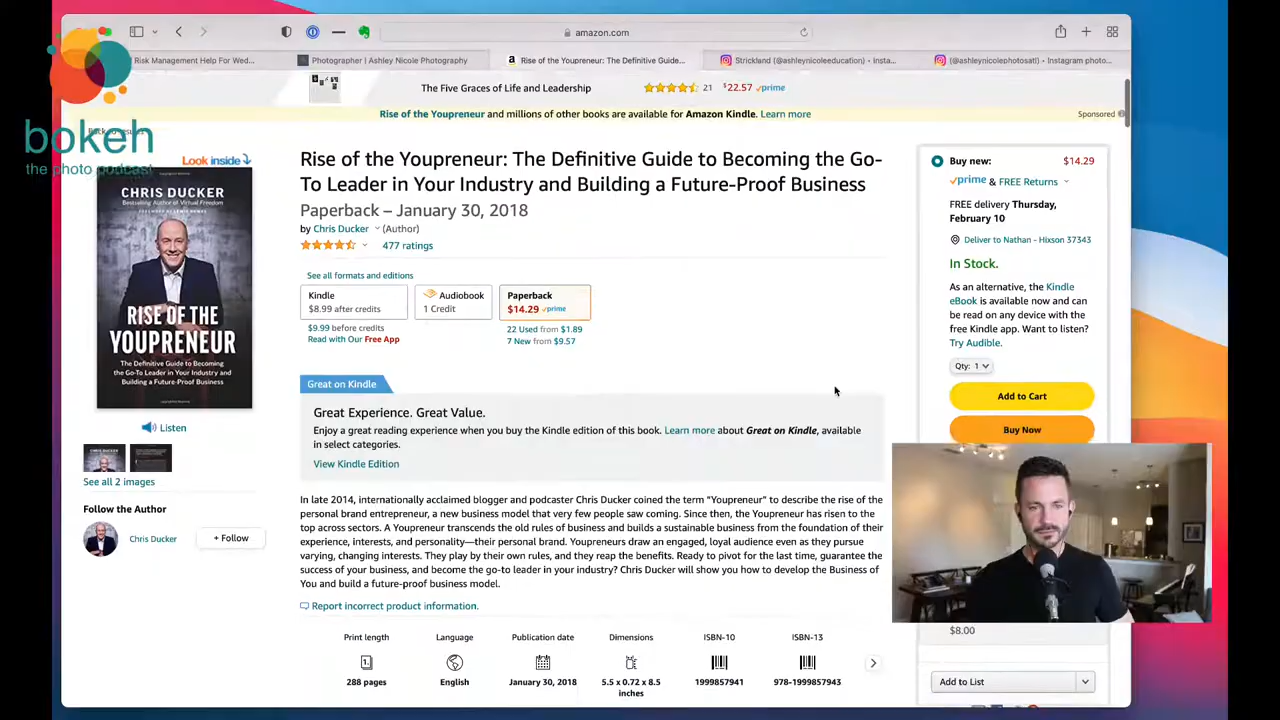 amazon.com
Risk Management Help For Wed...
Photographer | Ashley Nicole Photography
Rise of the Youpreneur: The Definitive Guide...
Strickland (@ashleynicoleeducation) • Insta...
(@ashleynicolephotosatl) • Instagram photo...
The Five Graces of Life and Leadership
21
$22.57 prime
Rise of the Youpreneur and millions of other books are available for Amazon Kindle. Learn more
Sponsored
bokeh
the photo podcast
Look inside
CHRIS DUCKER
Bestselling Author of Virtual Freedom
RISE OF THE
YOUPRENEUR
The Definitive Guide to Becoming
the Go-To Leader in Your Industry and
Building a Future-Proof Business
Listen
See all 2 images
Follow the Author
Chris Ducker
+ Follow
Rise of the Youpreneur: The Definitive Guide to Becoming the Go-
To Leader in Your Industry and Building a Future-Proof Business
Paperback – January 30, 2018
by Chris Ducker (Author)
477 ratings
See all formats and editions
Kindle
$8.99 after credits
Audiobook
1 Credit
Paperback
$14.29 prime
$9.99 before credits
Read with Our Free App
22 Used from $1.89
7 New from $9.57
Great on Kindle
Great Experience. Great Value.
Enjoy a great reading experience when you buy the Kindle edition of this book. Learn more about Great on Kindle, available
in select categories.
View Kindle Edition
In late 2014, internationally acclaimed blogger and podcaster Chris Ducker coined the term “Youpreneur” to describe the rise of the
personal brand entrepreneur, a new business model that very few people saw coming. Since then, the Youpreneur has risen to the
top across sectors. A Youpreneur transcends the old rules of business and builds a sustainable business from the foundation of their
experience, interests, and personality—their personal brand. Youpreneurs draw an engaged, loyal audience even as they pursue
varying, changing interests. They play by their own rules, and they reap the benefits. Ready to pivot for the last time, guarantee the
success of your business, and become the go-to leader in your industry? Chris Ducker will show you how to develop the Business of
You and build a future-proof business model.
Report incorrect product information.
Print length
Language
Publication date
Dimensions
ISBN-10
ISBN-13
288 pages
English
January 30, 2018
5.5 x 0.72 x 8.5
inches
1999857941
978-1999857943
Buy new:
$14.29
prime & FREE Returns
FREE delivery Thursday,
February 10
Deliver to Nathan - Hixson 37343
In Stock.
As an alternative, the Kindle
eBook is available now and can
be read on any device with the
free Kindle app. Want to listen?
Try Audible.
Qty: 1
Add to Cart
Buy Now
$8.00
Add to List